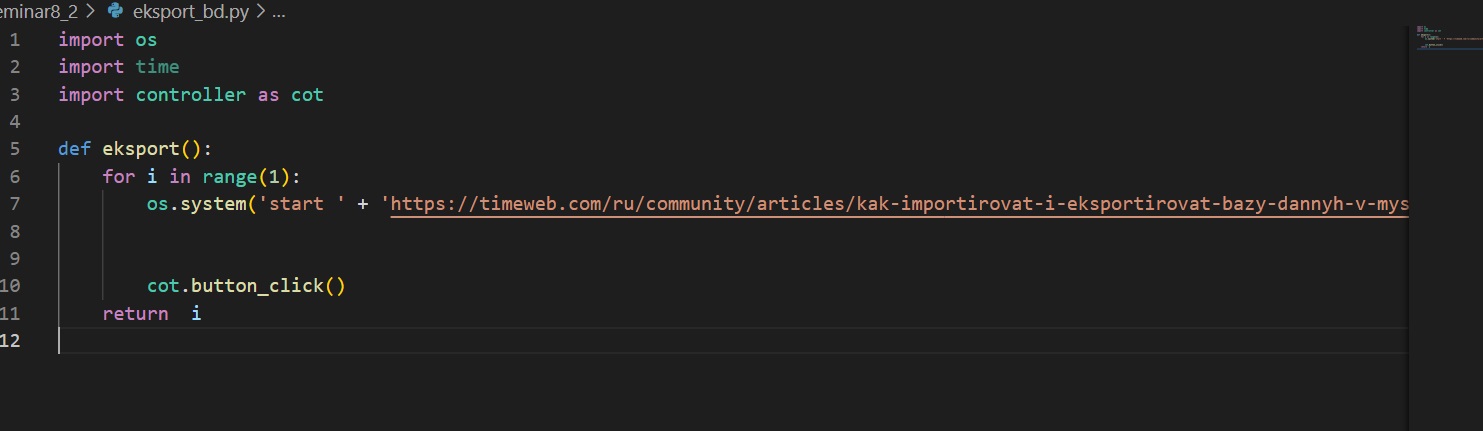 eminar8_2 > eksport_bd.py > ...
1 import os
2 import time
3 import controller as cot
4
5 def eksport():
6     for i in range(1):
7         os.system('start ' + 'https://timeweb.com/ru/community/articles/kak-importirovat-i-eksportirovat-bazy-dannyh-v-mys
8
9
10         cot.button_click()
11     return  i
12